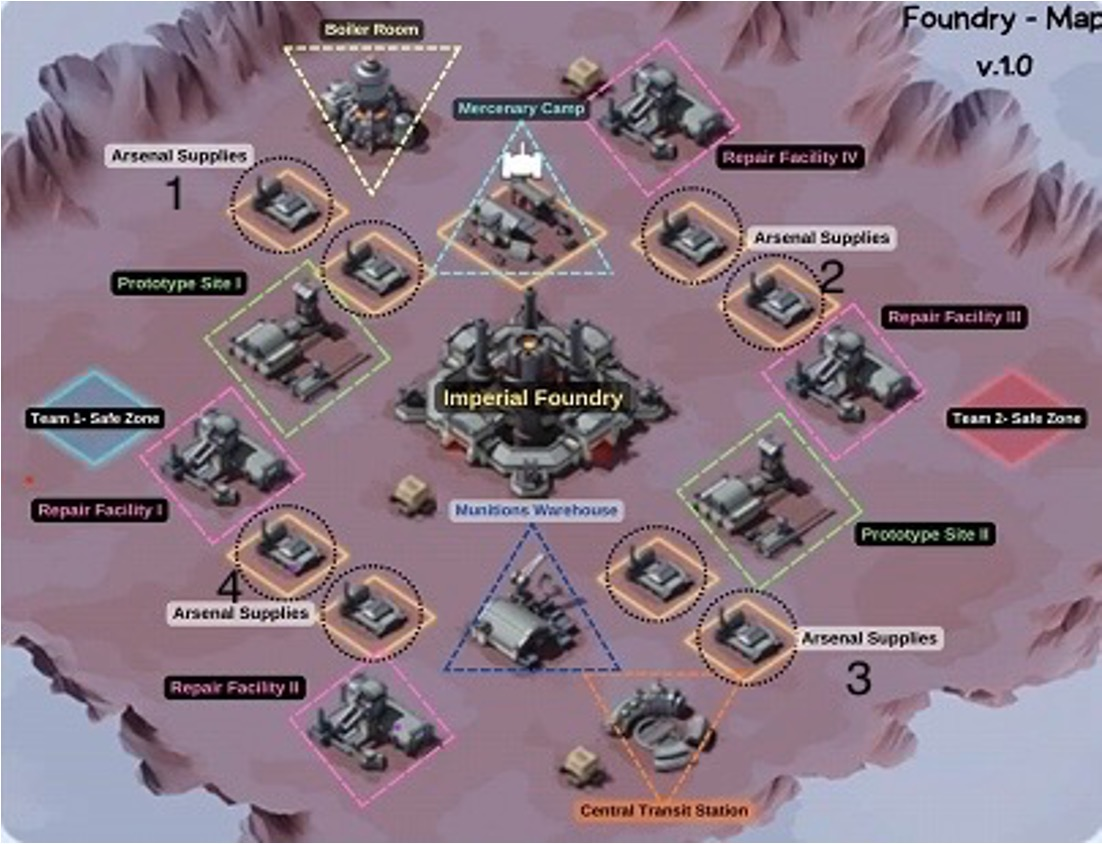 Foundry - Map
v.1.0
Boiler Room
Mercenary Camp
Arsenal Supplies
1
Repair Facility IV
Arsenal Supplies
2
Prototype Site I
Repair Facility III
Imperial Foundry
Team 1- Safe Zone
Team 2- Safe Zone
Repair Facility I
Munitions Warehouse
Prototype Site II
4
Arsenal Supplies
Arsenal Supplies
3
Repair Facility II
Central Transit Station